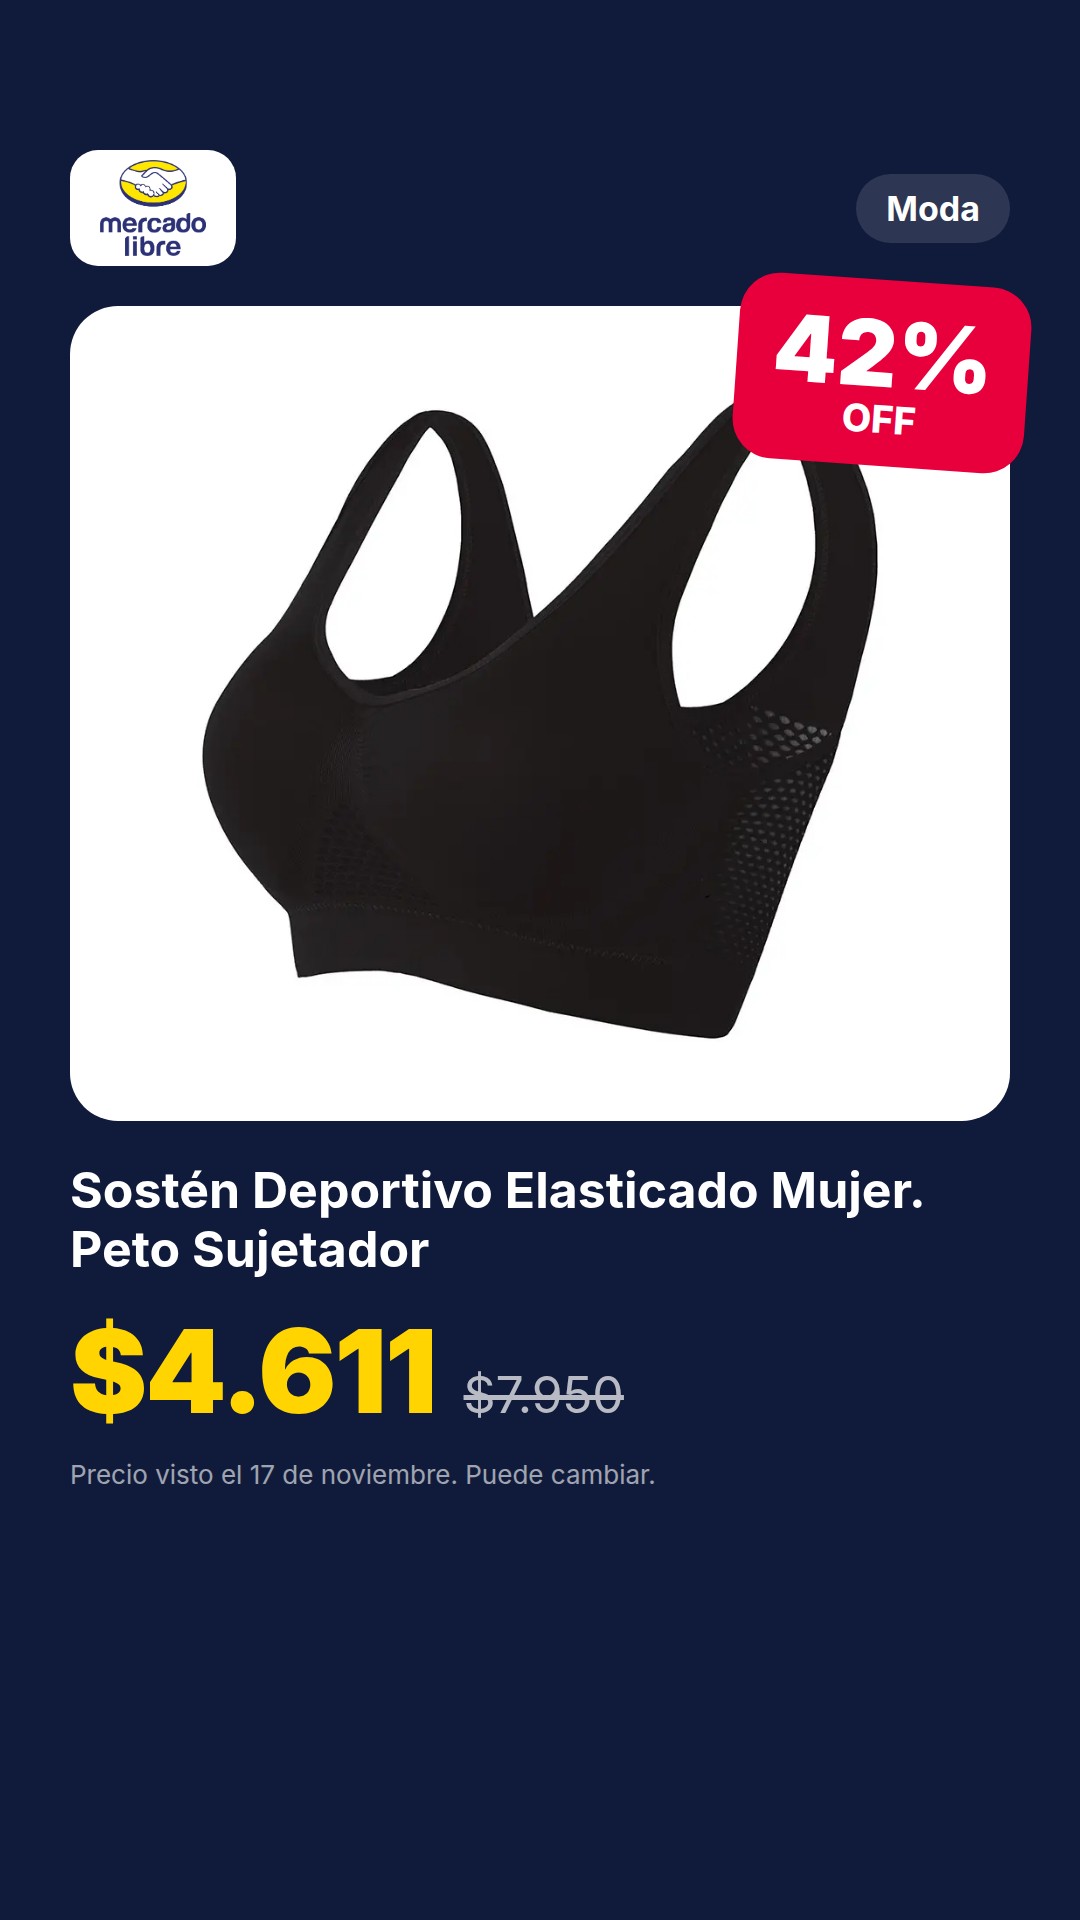 mercado
libre
Moda
42%
OFF
Sostén Deportivo Elasticado Mujer.
Peto Sujetador
$4.611 $7.950
Precio visto el 17 de noviembre. Puede cambiar.